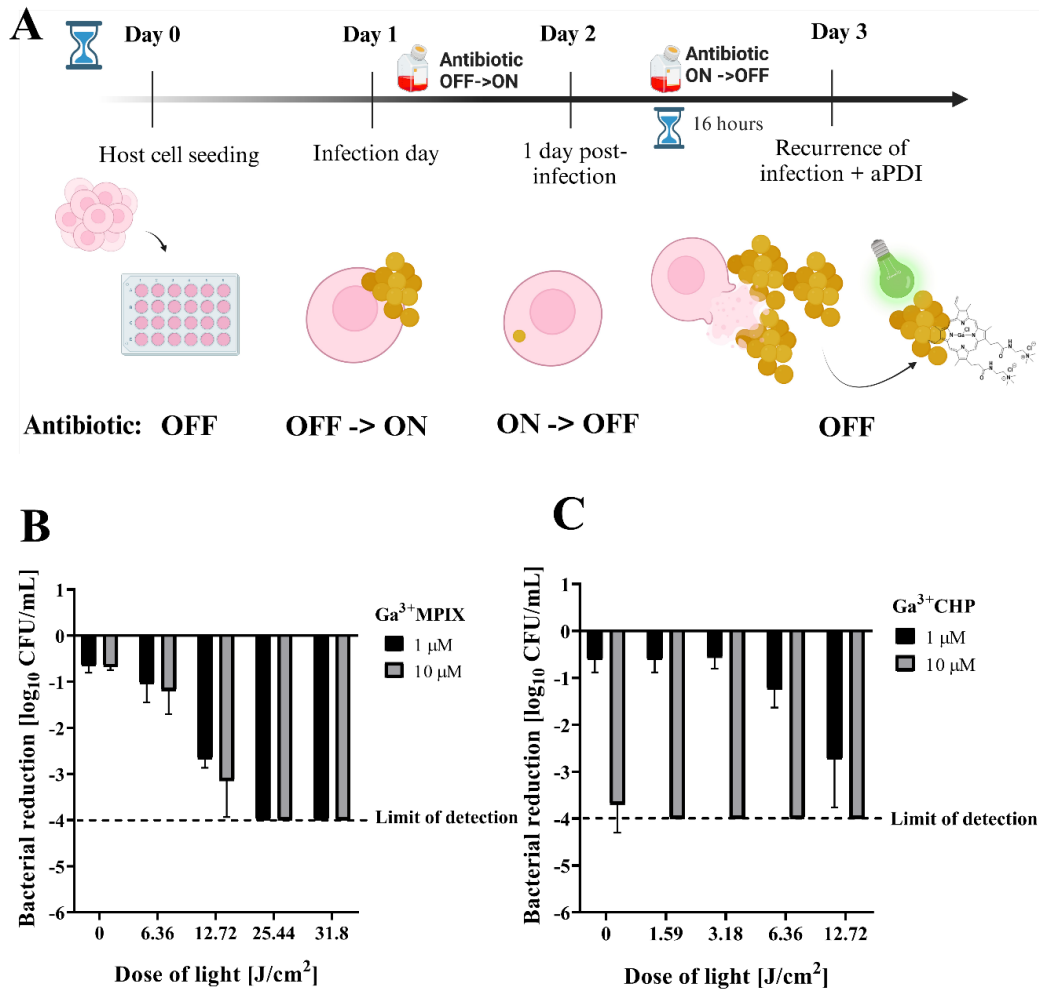 A
Day 0
Day 1
Day 2
Day 3
Antibiotic
OFF->ON
Antibiotic
ON ->OFF
16 hours
Host cell seeding
Infection day
1 day post-
infection
Recurrence of
infection + aPDI
Antibiotic: OFF
OFF -> ON
ON -> OFF
OFF
B
Bacterial reduction [log10 CFU/mL]
1
0
-1
-2
-3
-4
-5
-6
Ga3+MPIX
1 µM
10 µM
Limit of detection
0 6.36 12.72 25.44 31.8
Dose of light [J/cm2]
C
Bacterial reduction [log10 CFU/mL]
1
0
-1
-2
-3
-4
-5
-6
Ga3+CHP
1 µM
10 µM
Limit of detection
0 1.59 3.18 6.36 12.72
Dose of light [J/cm2]